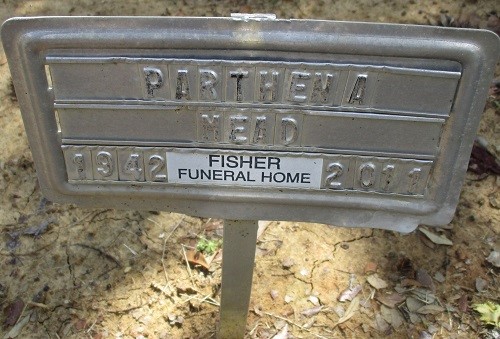 PARTHENA
MEAD
1942 FISHER FUNERAL HOME 2011